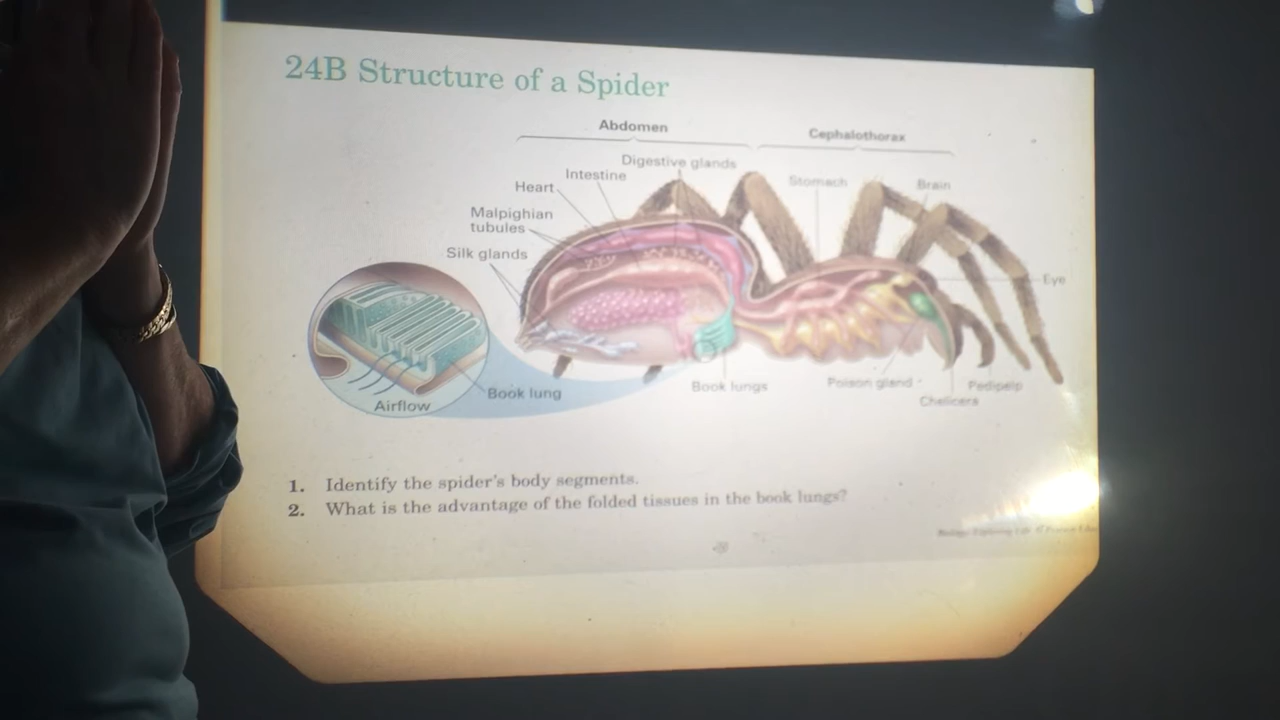 24B Structure of a Spider
Abdomen
Cephalothorax
Digestive glands
Intestine
Stomach
Brain
Heart
Malpighian
tubules
Silk glands
Eye
Book lung
Airflow
Book lungs
Poison gland
Pedipalp
Chelicera
1. Identify the spider's body segments.
2. What is the advantage of the folded tissues in the book lungs?